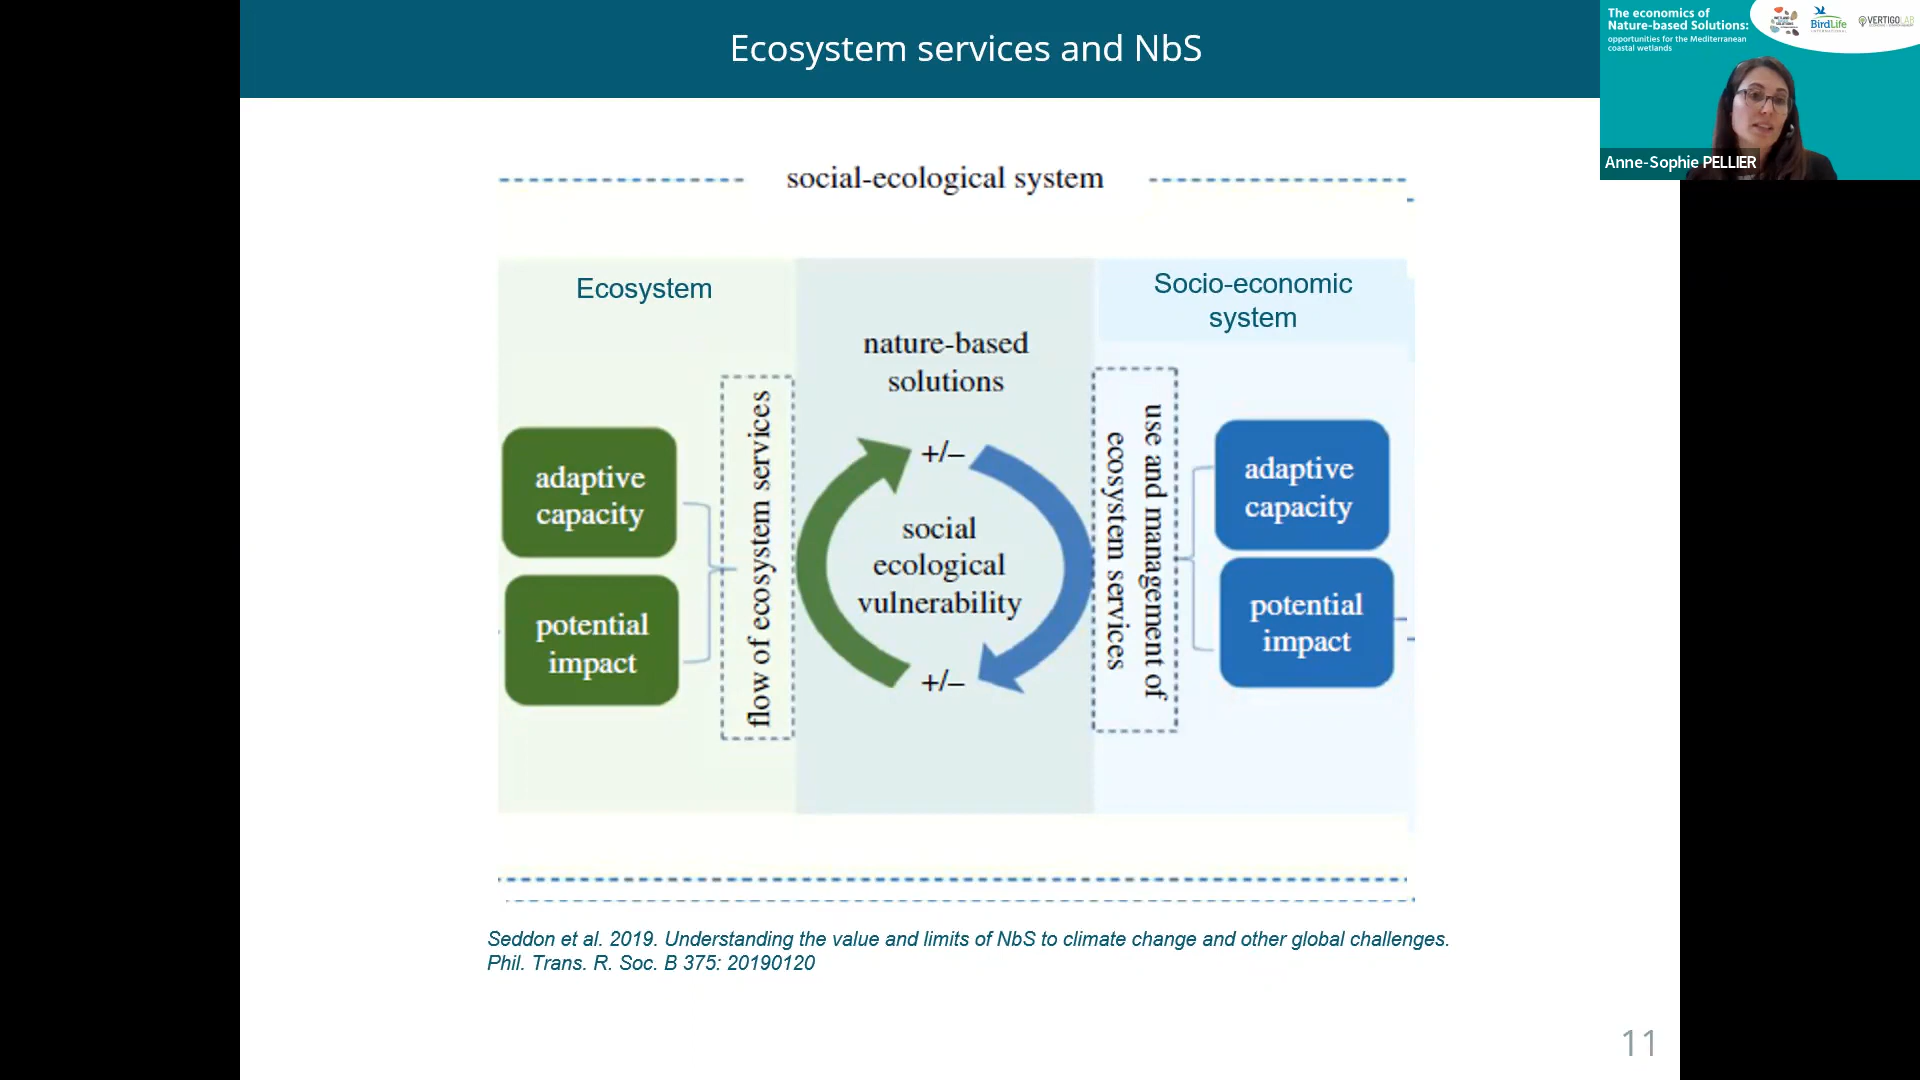 Ecosystem services and NbS
The economics of
Nature-based Solutions:
opportunities for the Mediterranean
coastal wetlands
BirdLife
INTERNATIONAL
VERTIGOLAB
Anne-Sophie PELLIER
social-ecological system
Ecosystem
Socio-economic
system
nature-based
solutions
adaptive
capacity
potential
impact
flow of ecosystem services
+/–
social
ecological
vulnerability
+/–
use and management of
ecosystem services
adaptive
capacity
potential
impact
Seddon et al. 2019. Understanding the value and limits of NbS to climate change and other global challenges.
Phil. Trans. R. Soc. B 375: 20190120
11